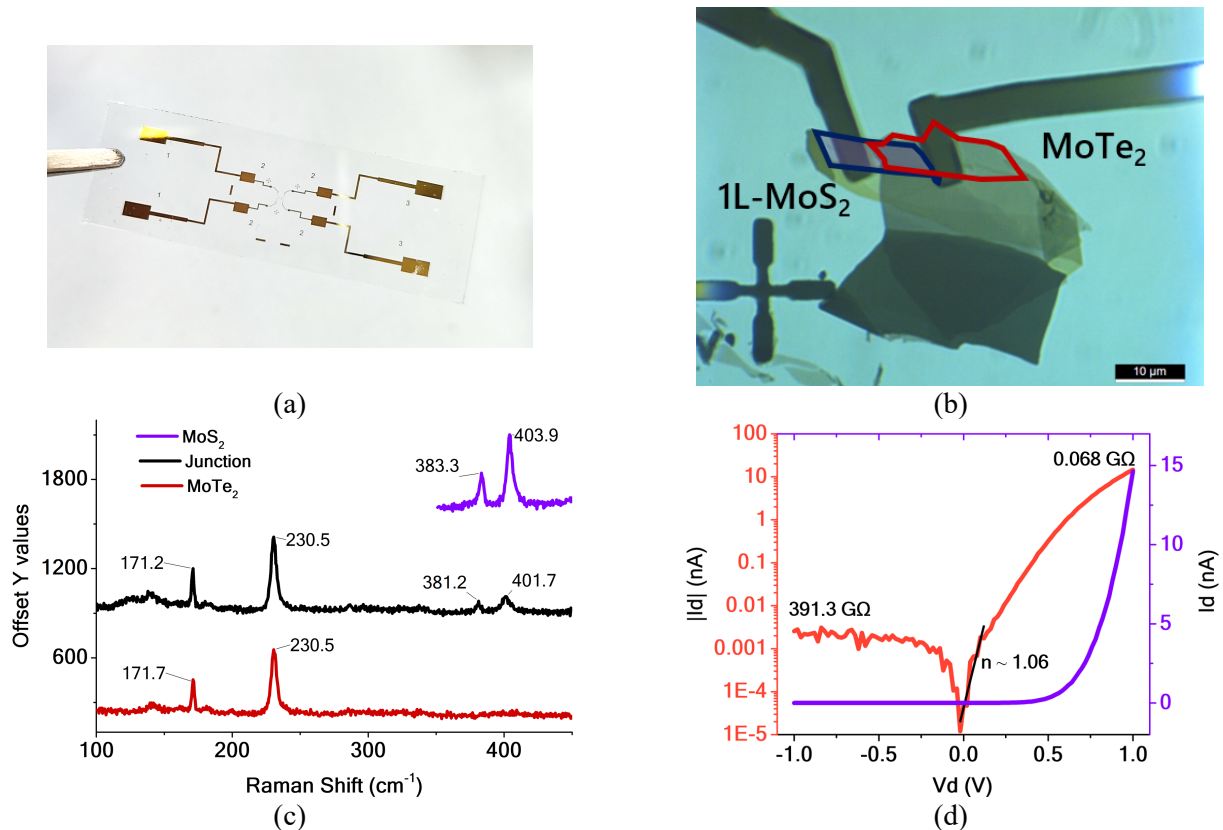 1
2
2
1
2
2
3
3
(a)
MoTe₂
1L-MoS₂
10 µm
(b)
MoS₂
Junction
MoTe₂
403.9
383.3
1800
230.5
171.2
1200
381.2
401.7
230.5
171.7
600
Offset Y values
100 200 300 400
Raman Shift (cm⁻¹)
(c)
100
10
1
0.1
0.01
0.001
1E-4
1E-5
|Id| (nA)
0.068 GΩ
391.3 GΩ
n ~ 1.06
15
10
5
0
Id (nA)
-1.0 -0.5 0.0 0.5 1.0
Vd (V)
(d)